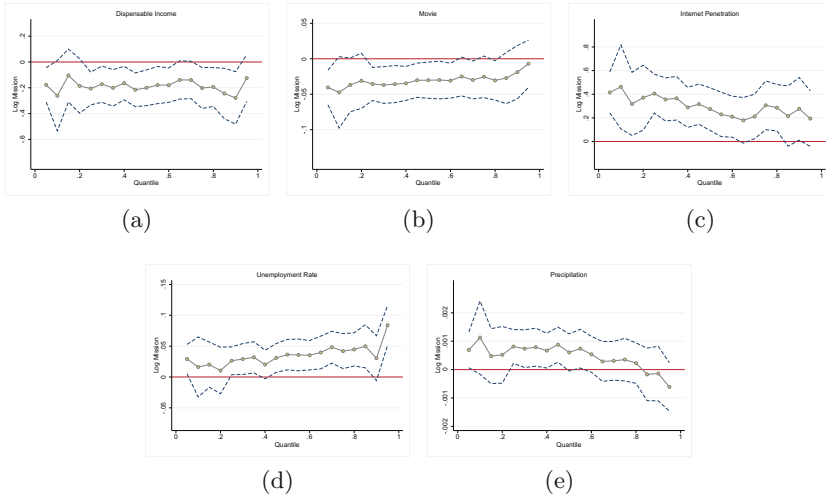 Dispensable Income
Log Mission
.2
0
-.2
-.4
-.6
0
.2
.4
.6
.8
1
Quantile
(a)
Movie
Log Mission
.05
0
-.05
-.1
0
.2
.4
.6
.8
1
Quantile
(b)
Internet Penetration
Log Mission
.8
.6
.4
.2
0
0
.2
.4
.6
.8
1
Quantile
(c)
Unemployment Rate
Log Mission
.15
.1
.05
0
-.05
0
.2
.4
.6
.8
1
Quantile
(d)
Precipitation
Log Mission
.002
.001
0
-.001
-.002
0
.2
.4
.6
.8
1
Quantile
(e)